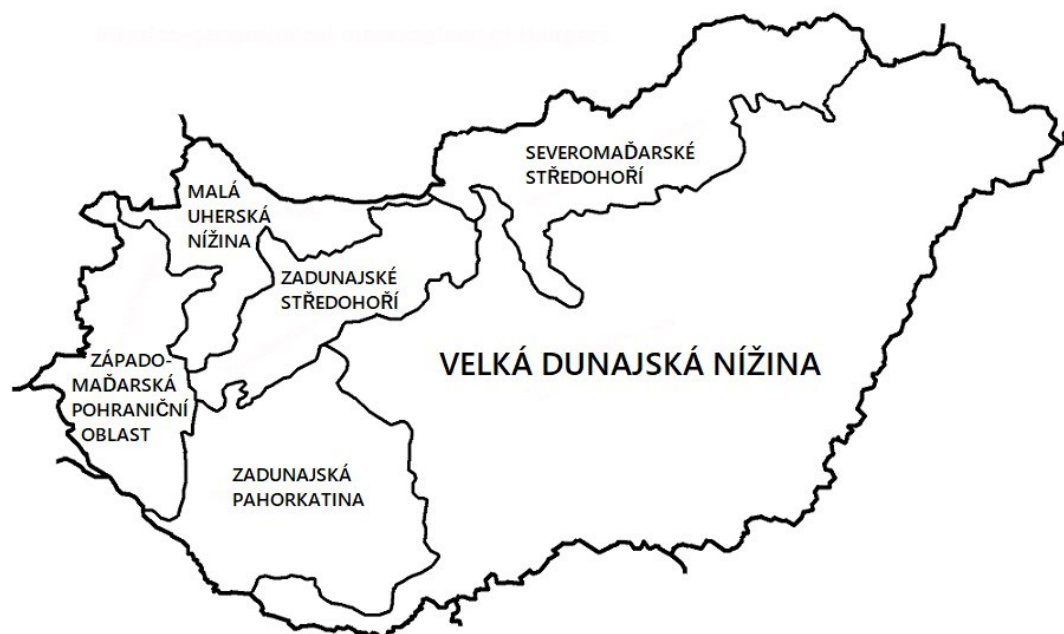 SEVEROMAĎARSKÉ
STŘEDOHOŘÍ
MALÁ
UHERSKÁ
NÍŽINA
ZADUNAJSKÉ
STŘEDOHOŘÍ
ZÁPADO-
MAĎARSKÁ
POHRANIČNÍ
OBLAST
VELKÁ DUNAJSKÁ NÍŽINA
ZADUNAJSKÁ
PAHORKATINA